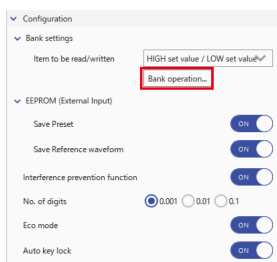 Configuration
Bank settings
Item to be read/written HIGH set value / LOW set value
Bank operation...
EEPROM (External Input)
Save Preset ON
Save Reference waveform ON
Interference prevention function ON
No. of digits 0.001 0.01 0.1
Eco mode ON
Auto key lock ON